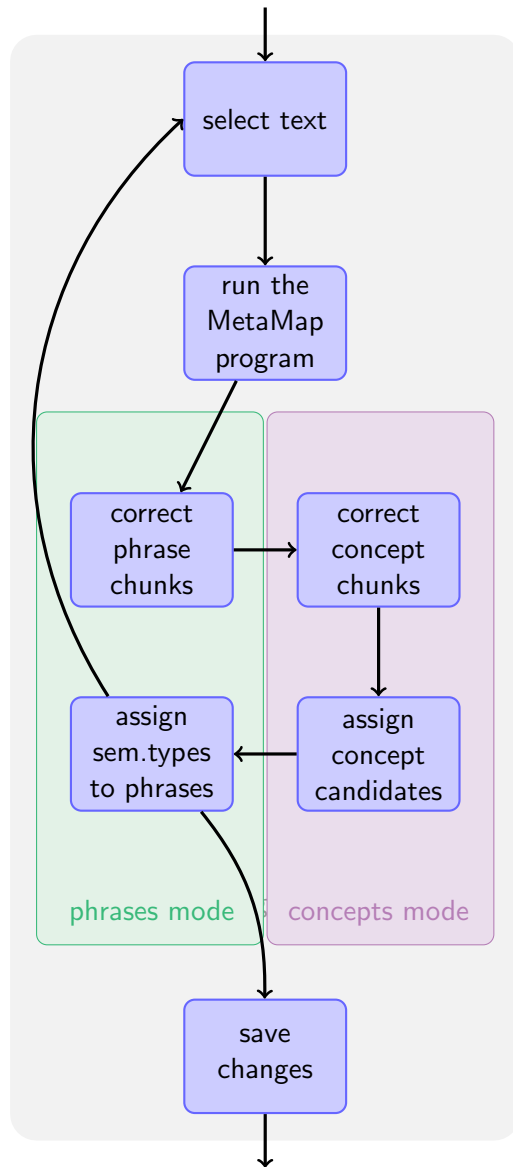 select text
run the
MetaMap
program
correct
phrase
chunks
correct
concept
chunks
assign
sem.types
to phrases
assign
concept
candidates
phrases mode
concepts mode
save
changes